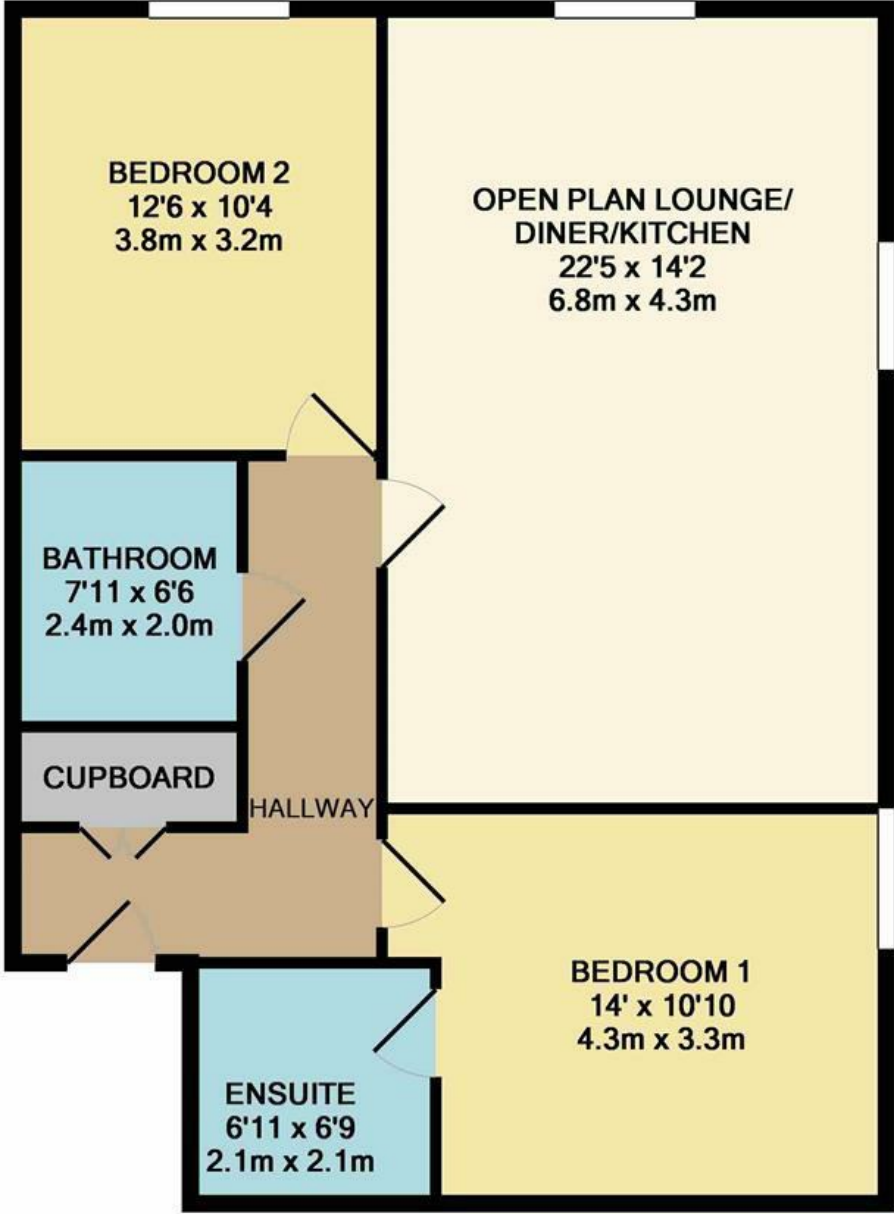 BEDROOM 2
12'6 x 10'4
3.8m x 3.2m
OPEN PLAN LOUNGE/
DINER/KITCHEN
22'5 x 14'2
6.8m x 4.3m
BATHROOM
7'11 x 6'6
2.4m x 2.0m
CUPBOARD
HALLWAY
BEDROOM 1
14' x 10'10
4.3m x 3.3m
ENSUITE
6'11 x 6'9
2.1m x 2.1m